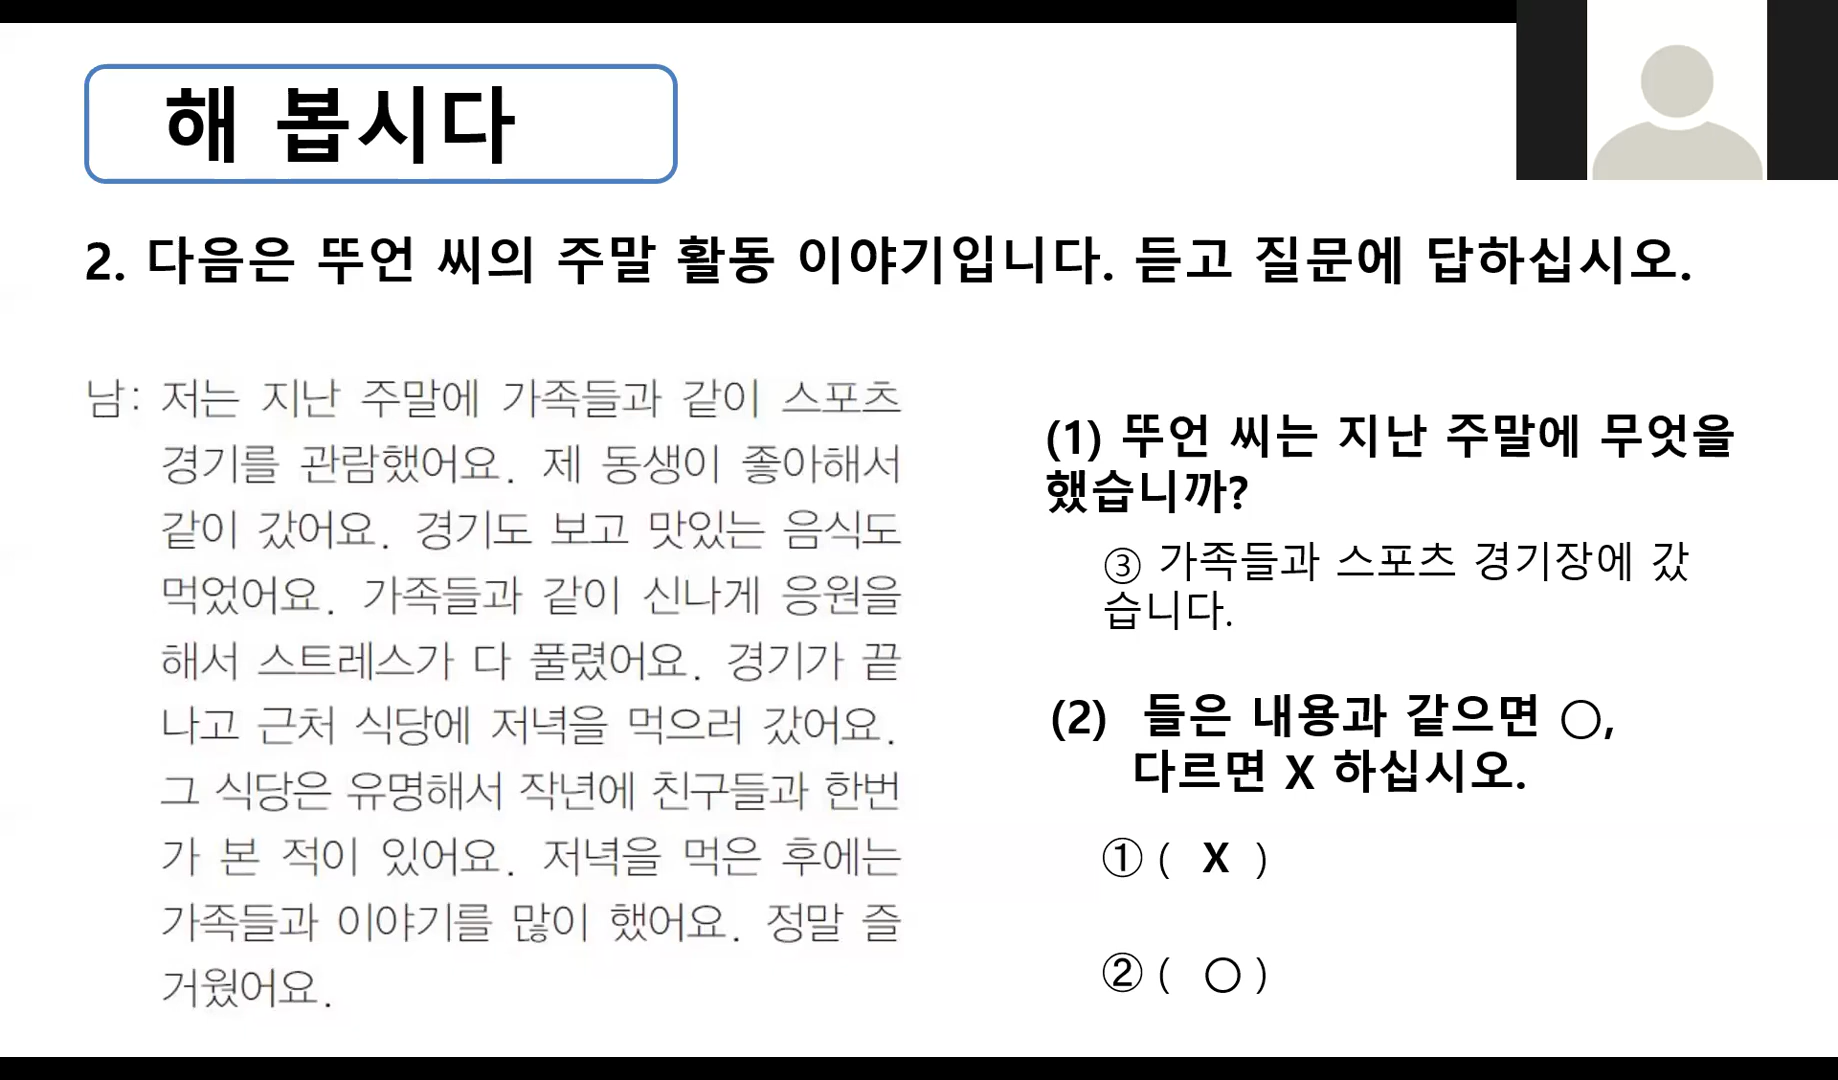 해 봅시다
2. 다음은 뚜언 씨의 주말 활동 이야기입니다. 듣고 질문에 답하십시오.
남: 저는 지난 주말에 가족들과 같이 스포츠
경기를 관람했어요. 제 동생이 좋아해서
같이 갔어요. 경기도 보고 맛있는 음식도
먹었어요. 가족들과 같이 신나게 응원을
해서 스트레스가 다 풀렸어요. 경기가 끝
나고 근처 식당에 저녁을 먹으러 갔어요.
그 식당은 유명해서 작년에 친구들과 한번
가 본 적이 있어요. 저녁을 먹은 후에는
가족들과 이야기를 많이 했어요. 정말 즐
거웠어요.
(1) 뚜언 씨는 지난 주말에 무엇을
했습니까?
③ 가족들과 스포츠 경기장에 갔
습니다.
(2) 들은 내용과 같으면 ○,
다르면 X 하십시오.
① ( X )
② ( ○ )